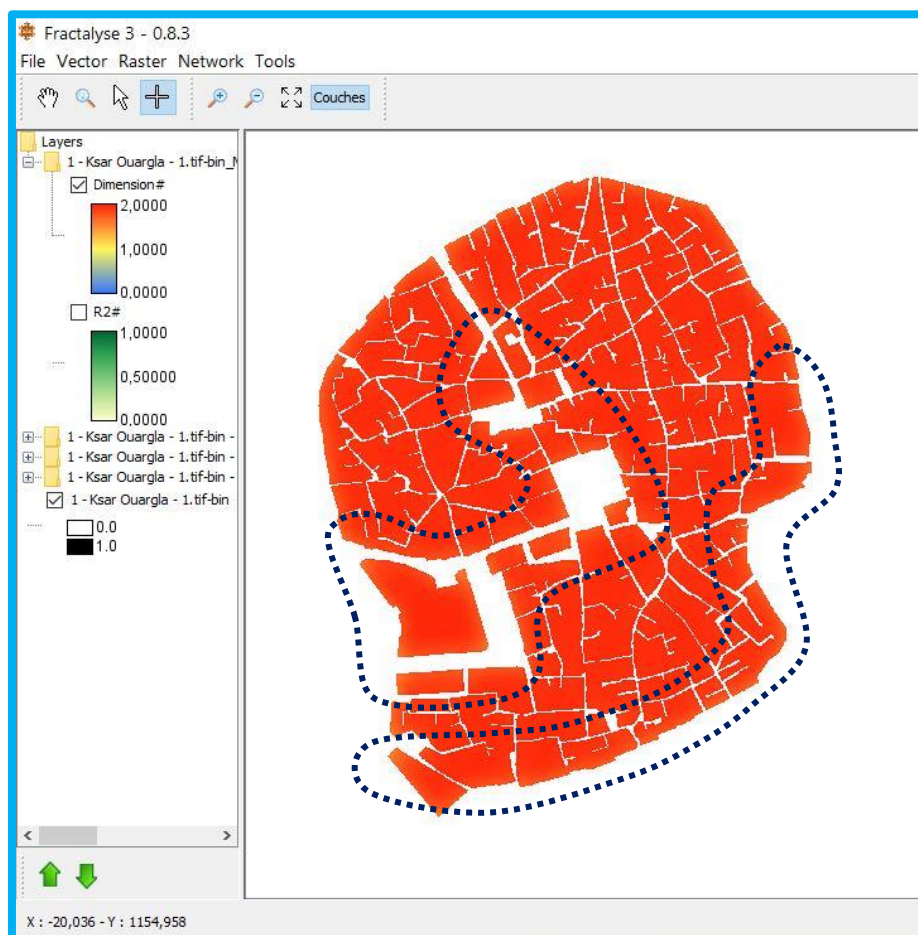 Fractalyse 3 - 0.8.3
File Vector Raster Network Tools
Couches
Layers
1 - Ksar Ouargla - 1.tif-bin_
Dimension#
2,0000
1,0000
0,0000
R2#
1,0000
0,50000
0,0000
1 - Ksar Ouargla - 1.tif-bin -
1 - Ksar Ouargla - 1.tif-bin -
1 - Ksar Ouargla - 1.tif-bin -
1 - Ksar Ouargla - 1.tif-bin
0.0
1.0
X : -20,036 - Y : 1154,958